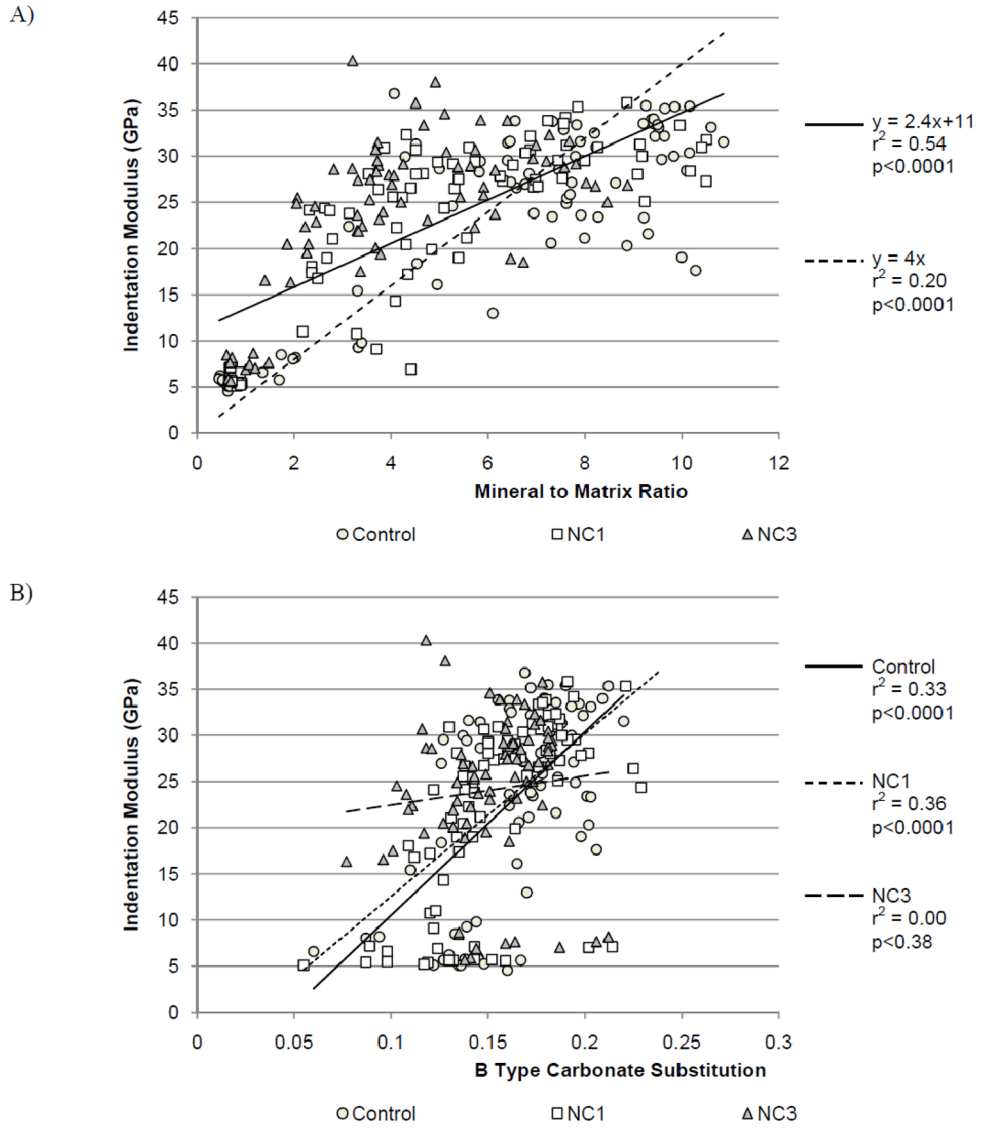 A)
Indentation Modulus (GPa)
45
40
35
30
25
20
15
10
5
0
0 2 4 6 8 10 12
Mineral to Matrix Ratio
y = 2.4x+11
r² = 0.54
p<0.0001
y = 4x
r² = 0.20
p<0.0001
Control NC1 NC3
B)
Indentation Modulus (GPa)
45
40
35
30
25
20
15
10
5
0
0 0.05 0.1 0.15 0.2 0.25 0.3
B Type Carbonate Substitution
Control
r² = 0.33
p<0.0001
NC1
r² = 0.36
p<0.0001
NC3
r² = 0.00
p<0.38
Control NC1 NC3